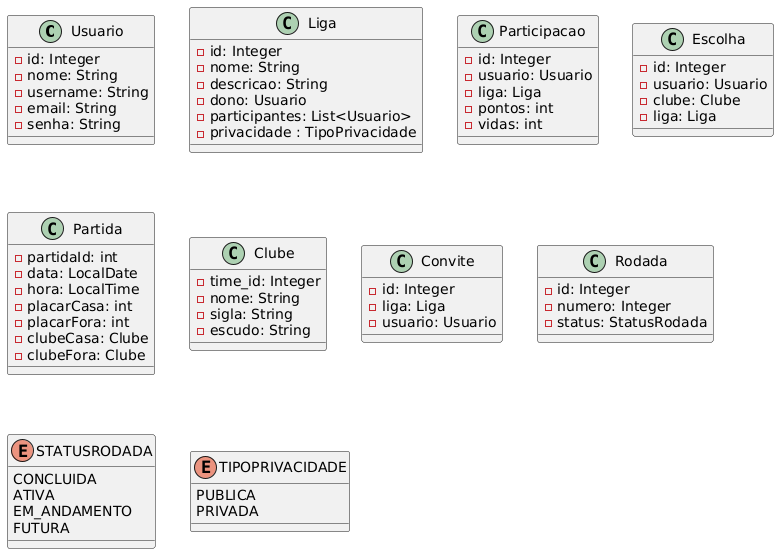 C Usuario
id: Integer
nome: String
username: String
email: String
senha: String
C Liga
id: Integer
nome: String
descricao: String
dono: Usuario
participantes: List<Usuario>
privacidade : TipoPrivacidade
C Participacao
id: Integer
usuario: Usuario
liga: Liga
pontos: int
vidas: int
C Escolha
id: Integer
usuario: Usuario
clube: Clube
liga: Liga
C Partida
partidaId: int
data: LocalDate
hora: LocalTime
placarCasa: int
placarFora: int
clubeCasa: Clube
clubeFora: Clube
C Clube
time_id: Integer
nome: String
sigla: String
escudo: String
C Convite
id: Integer
liga: Liga
usuario: Usuario
C Rodada
id: Integer
numero: Integer
status: StatusRodada
E STATUSRODADA
CONCLUIDA
ATIVA
EM_ANDAMENTO
FUTURA
E TIPOPRIVACIDADE
PUBLICA
PRIVADA